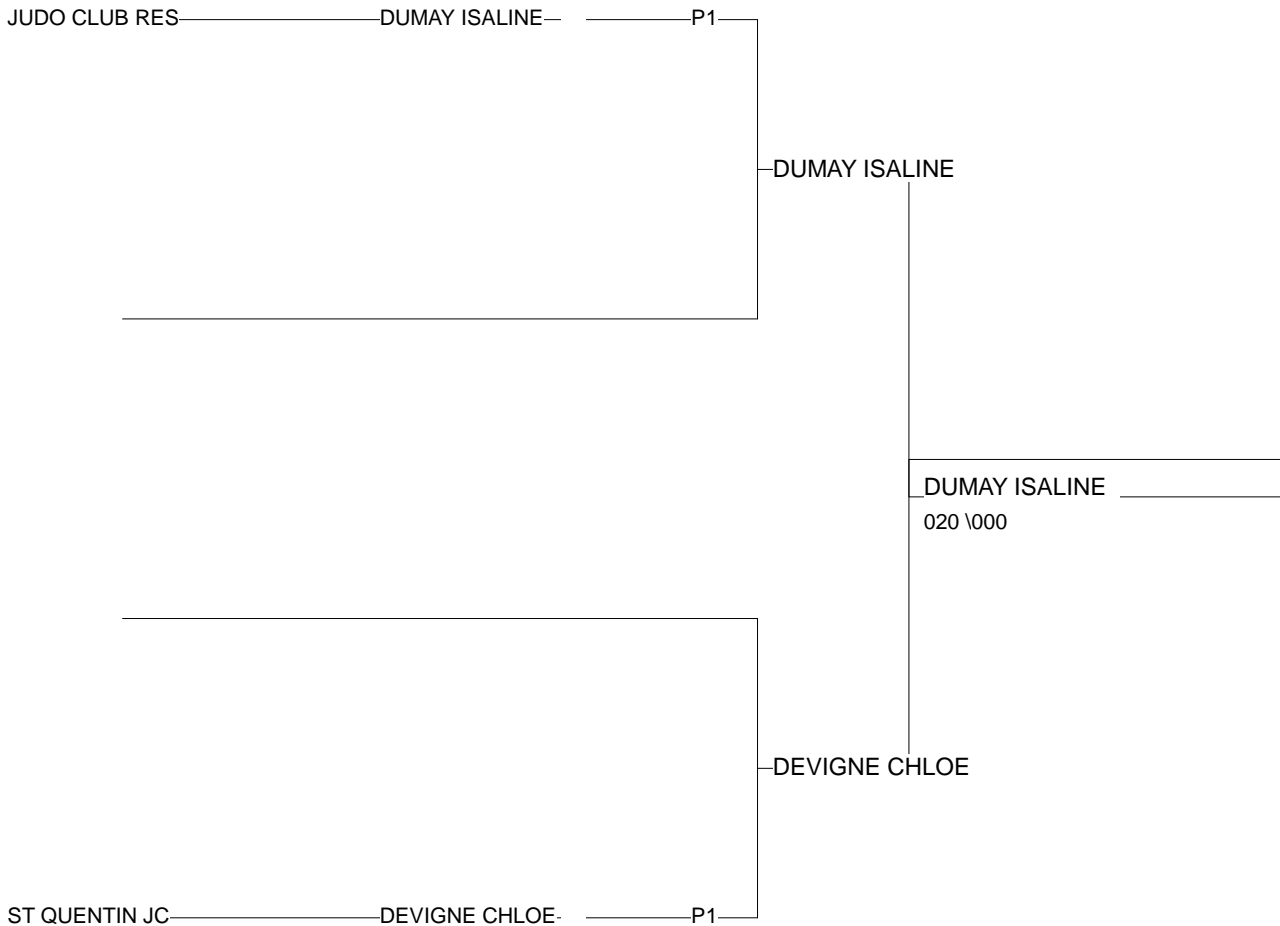 JUDO CLUB RES DUMAY ISALINE P1
DUMAY ISALINE
DUMAY ISALINE
020 \000
DEVIGNE CHLOE
ST QUENTIN JC DEVIGNE CHLOE P1